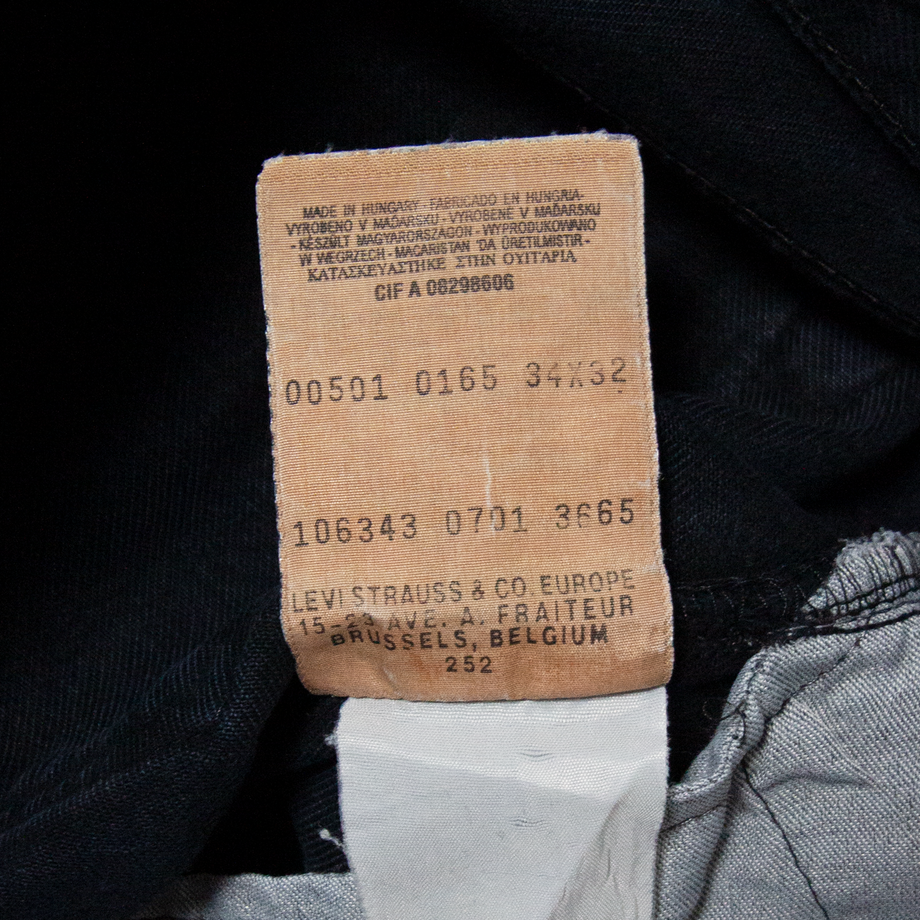 MADE IN HUNGARY - FABRICADO EN HUNGRIA-
VYROBENO V MAĎARSKU - VYROBENÉ V MAĎARSKU
- KÉSZÜLT MAGYARORSZÁGON - WYPRODUKOWANO
W WĘGRZECH - MACARISTAN 'DA ÜRETILMISTIR -
ΚΑΤΑΣΚΕΥΑΣΤΗΚΕ ΣΤΗΝ ΟΥΓΓΑΡΙΑ
CIF A 08298606
00501 0165 34X32
106343 0701 3665
LEVI STRAUSS & CO. EUROPE
15-23 AVE. A. FRAITEUR
BRUSSELS, BELGIUM
252